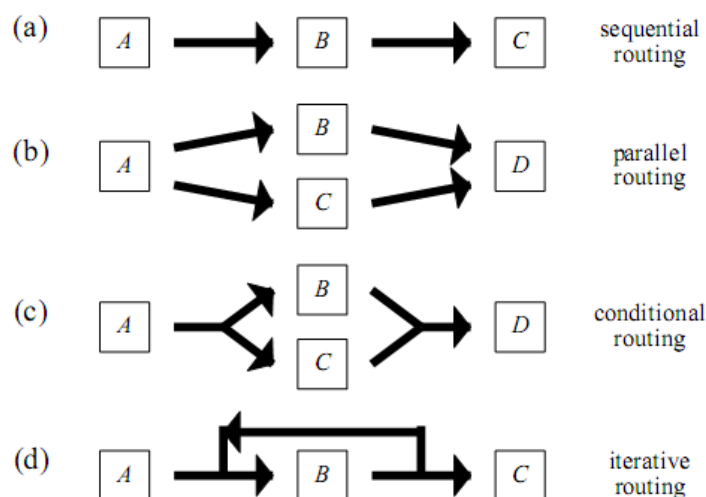 (a) A B C sequential
routing
B
(b) A D parallel
routing
C
B
(c) A D conditional
routing
C
(d) A B C iterative
routing